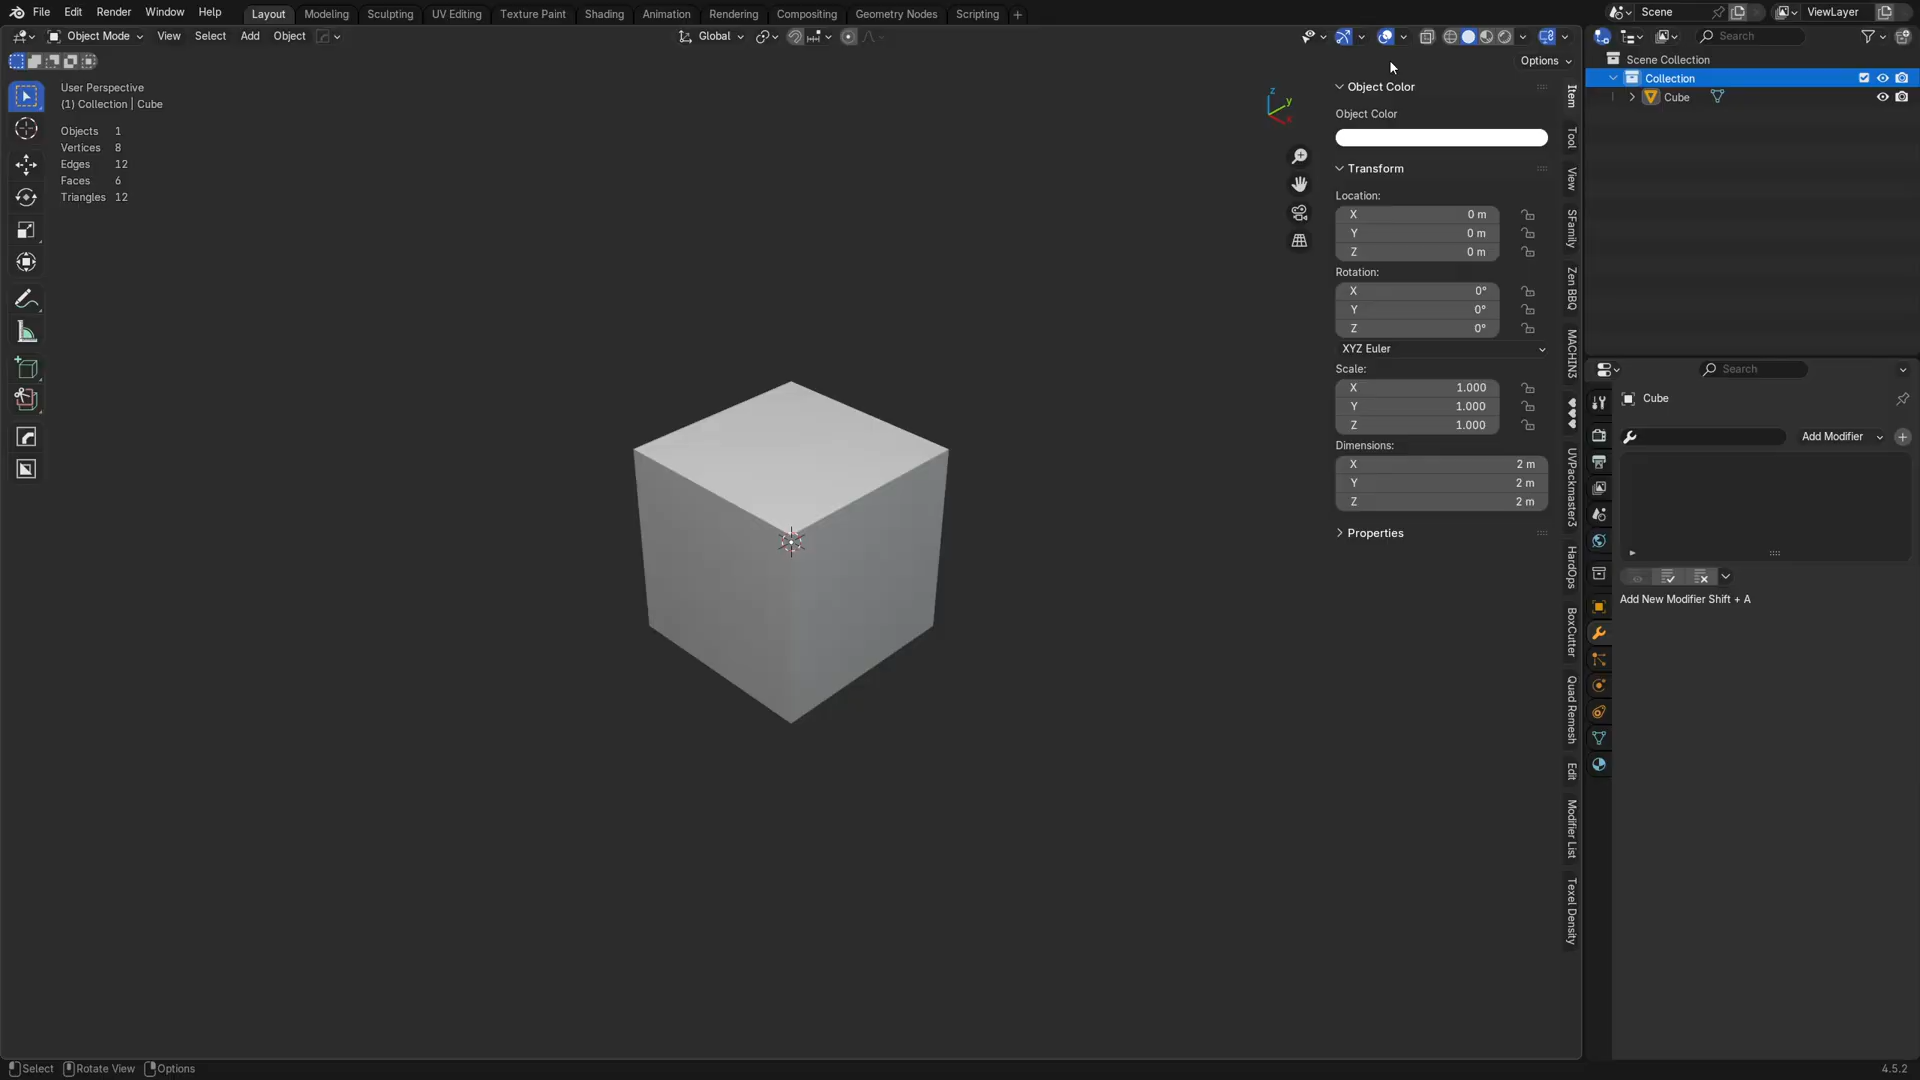 File Edit Render Window Help Layout Modeling Sculpting UV Editing Texture Paint Shading Animation Rendering Compositing Geometry Nodes Scripting + Scene ViewLayer
Object Mode View Select Add Object Global Search
Options
User Perspective
(1) Collection | Cube
Objects 1
Vertices 8
Edges 12
Faces 6
Triangles 12
z
y
x
Object Color
Object Color
Transform
Location:
X 0 m
Y 0 m
Z 0 m
Rotation:
X 0°
Y 0°
Z 0°
XYZ Euler
Scale:
X 1.000
Y 1.000
Z 1.000
Dimensions:
X 2 m
Y 2 m
Z 2 m
Properties
Item
Tool
View
SFamily
Zen BBQ
MACHIN3
UVPackmaster3
HardOps
BoxCutter
Quad Remesh
Edit
Modifier List
Texel Density
Scene Collection
Collection
Cube
Search
Cube
Add Modifier
Add New Modifier Shift + A
Select Rotate View Options 4.5.2